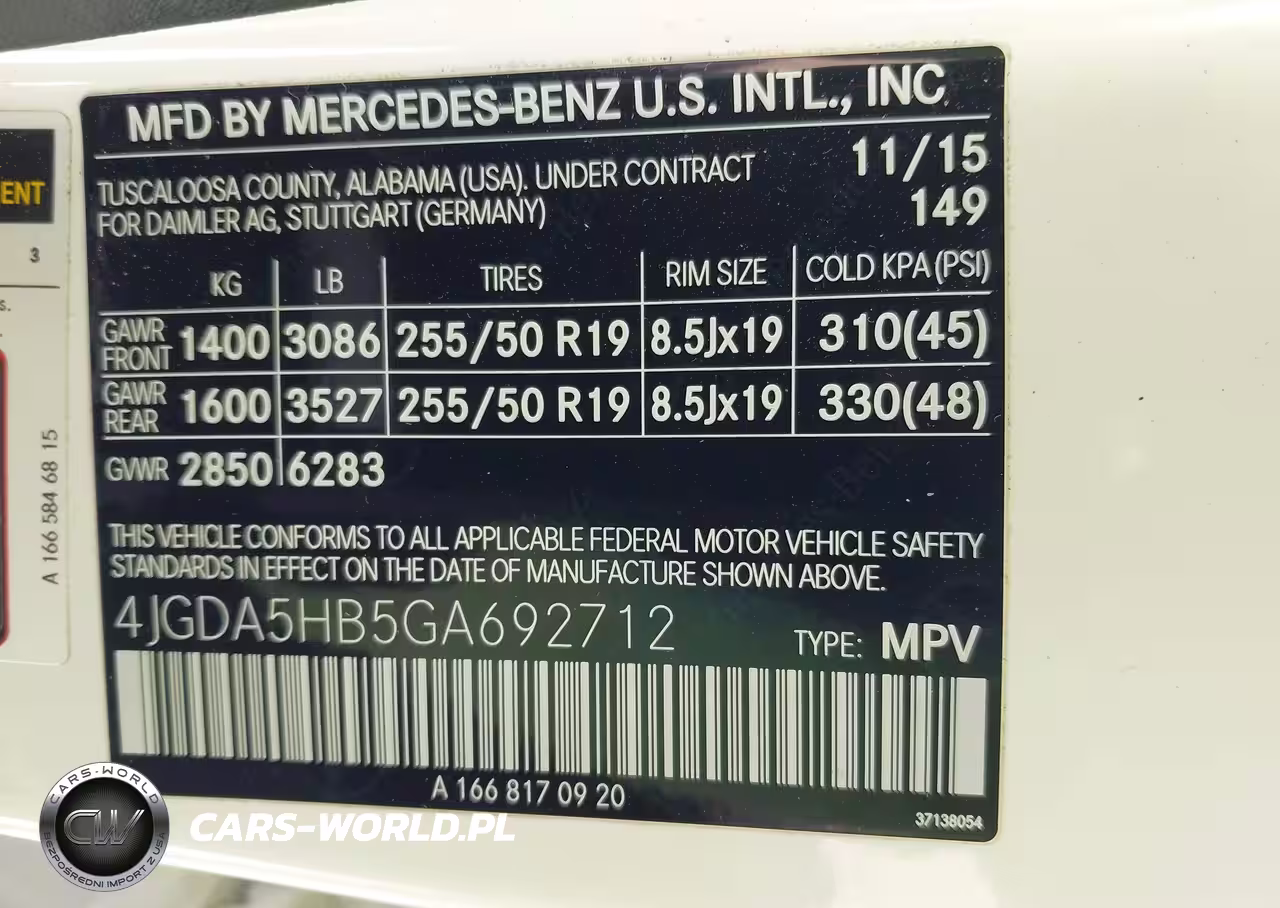 MFD BY MERCEDES-BENZ U.S. INTL., INC
TUSCALOOSA COUNTY, ALABAMA (USA). UNDER CONTRACT
FOR DAIMLER AG, STUTTGART (GERMANY)
11/15
149
KG LB TIRES RIM SIZE COLD KPA (PSI)
GAWR FRONT 1400 3086 255/50 R19 8.5Jx19 310(45)
GAWR REAR 1600 3527 255/50 R19 8.5Jx19 330(48)
GVWR 2850 6283
THIS VEHICLE CONFORMS TO ALL APPLICABLE FEDERAL MOTOR VEHICLE SAFETY
STANDARDS IN EFFECT ON THE DATE OF MANUFACTURE SHOWN ABOVE.
4JGDA5HB5GA692712 TYPE: MPV
A 166 817 09 20
37138054
ENT
3
s.
A 166 584 68 15
CARS-WORLD
CW
BEZPOŚREDNI IMPORT Z USA
CARS-WORLD.PL